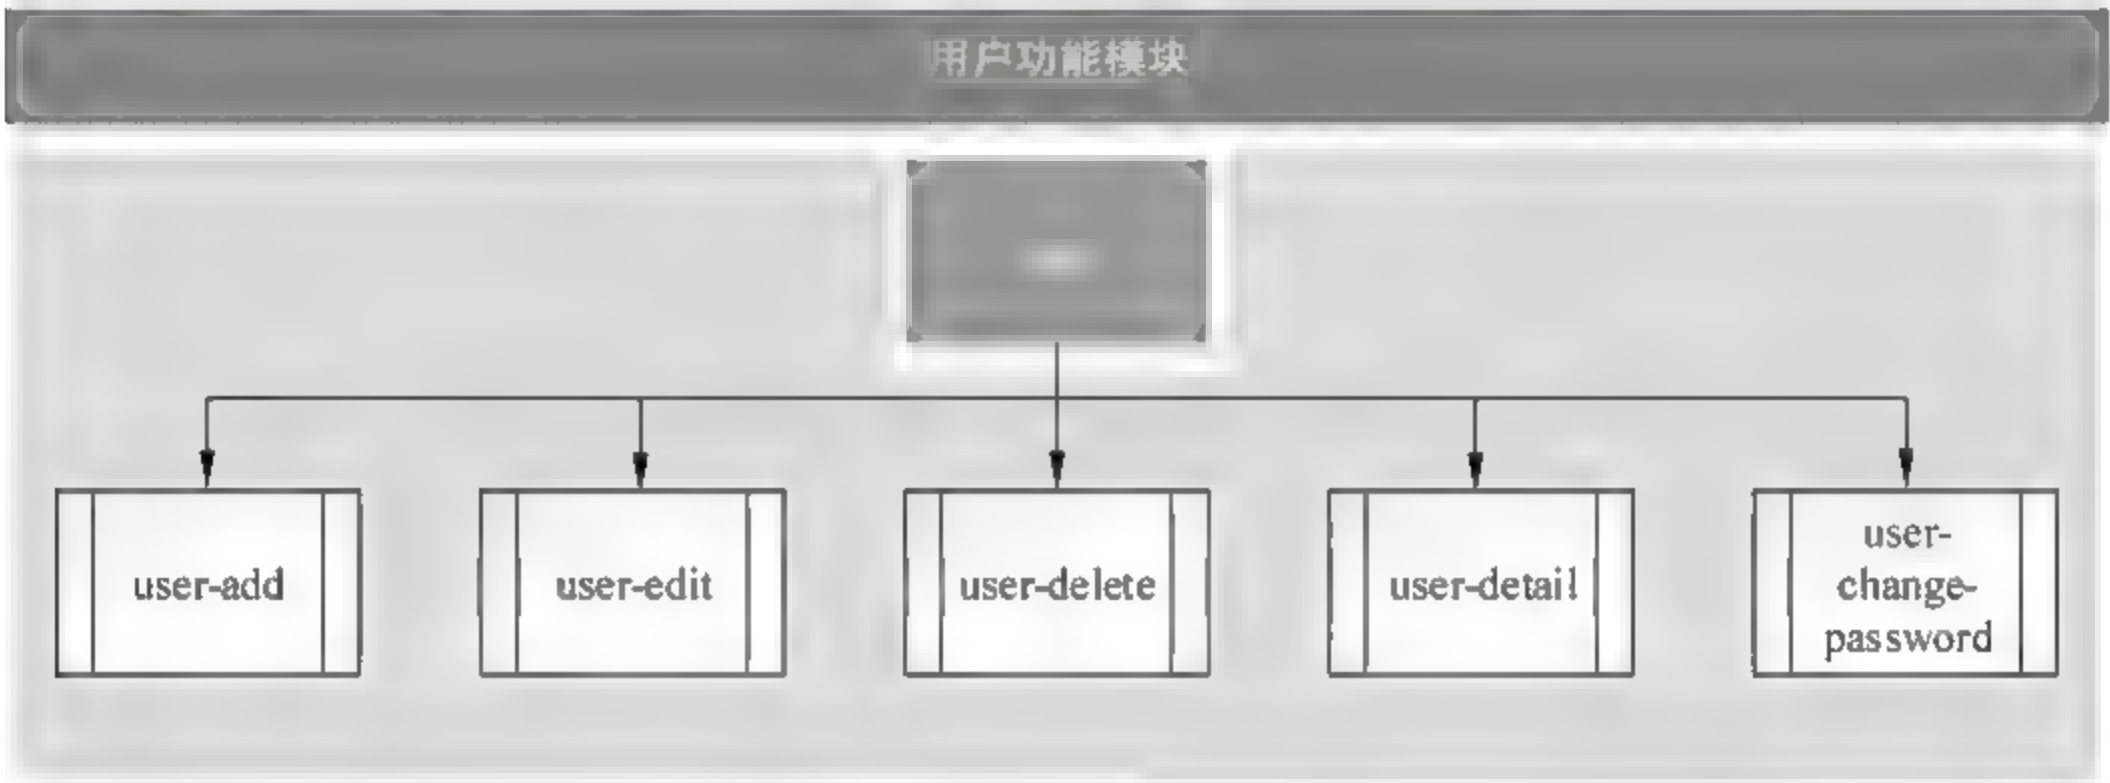 用户功能模块
user-add
user-edit
user-delete
user-detail
user-
change-
password